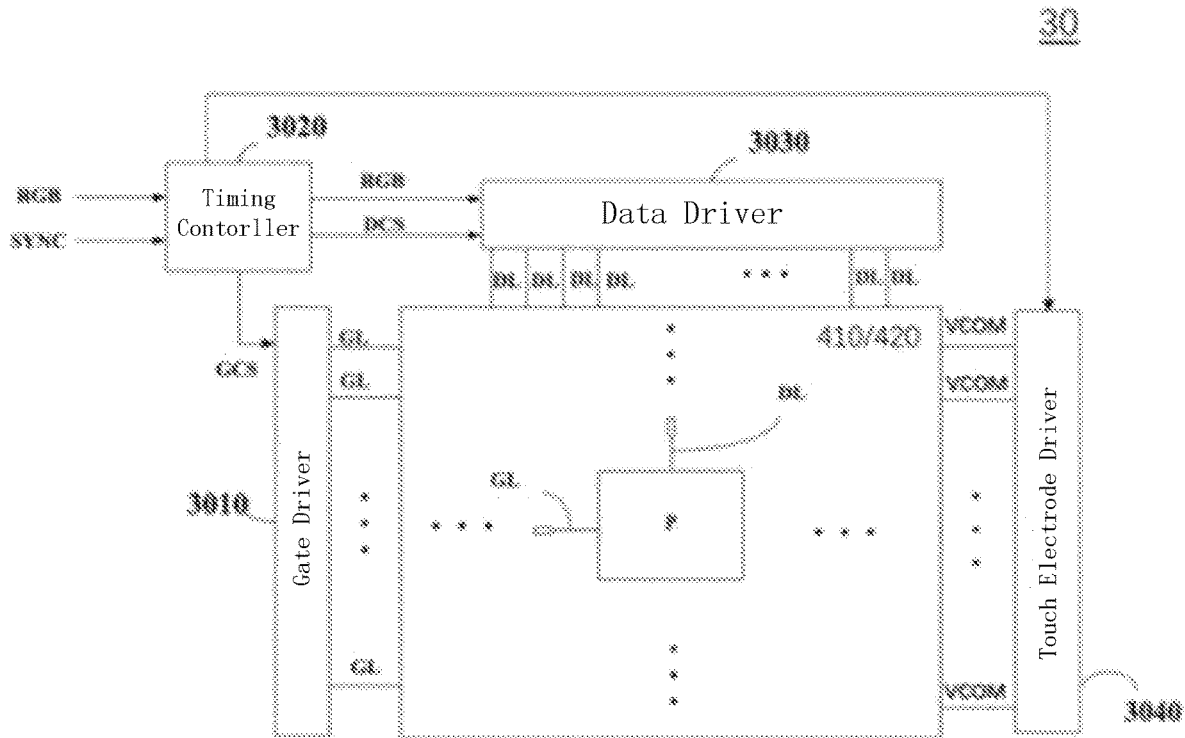 30
3020
3030
RGB
SYNC
Timing
Contorller
RGB
DCS
Data Driver
DL DL DL DL DL DL
GCS
GL
GL
GL
410/420
VCOM
VCOM
VCOM
DL
GL
P
3010
Gate Driver
Touch Electrode Driver
3040